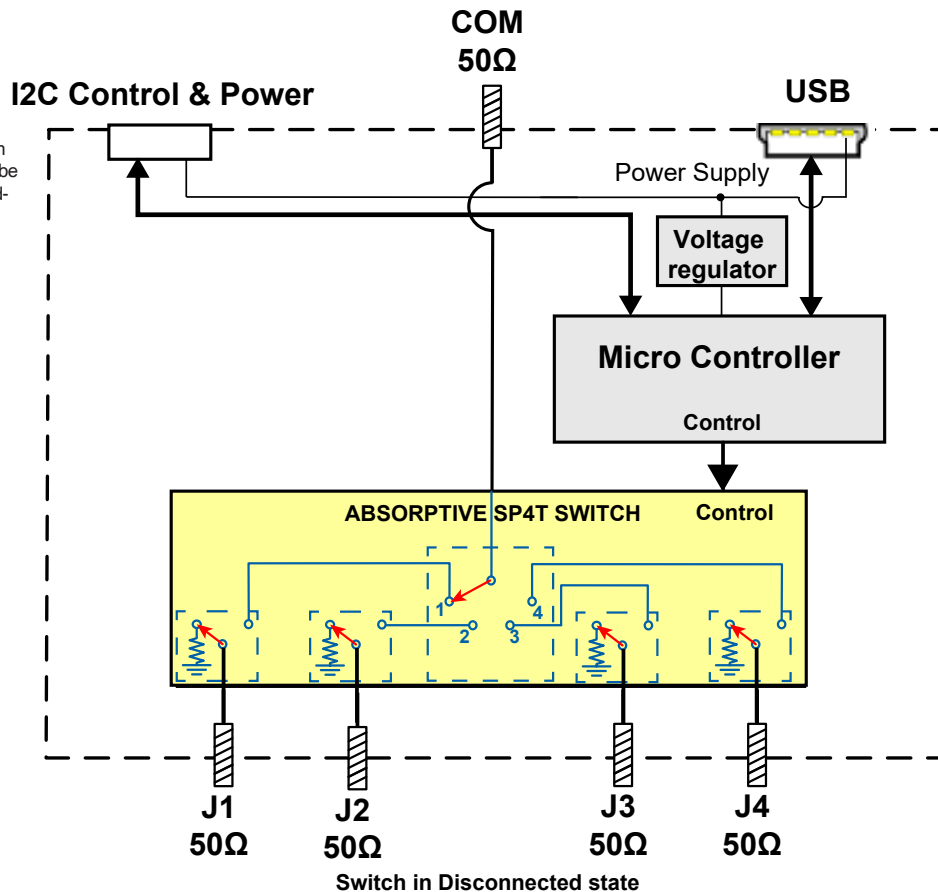 COM
50Ω
I2C Control & Power
USB
be
d-
Power Supply
Voltage
regulator
Micro Controller
Control
ABSORPTIVE SP4T SWITCH
Control
1
4
2
3
J1
50Ω
J2
50Ω
J3
50Ω
J4
50Ω
Switch in Disconnected state